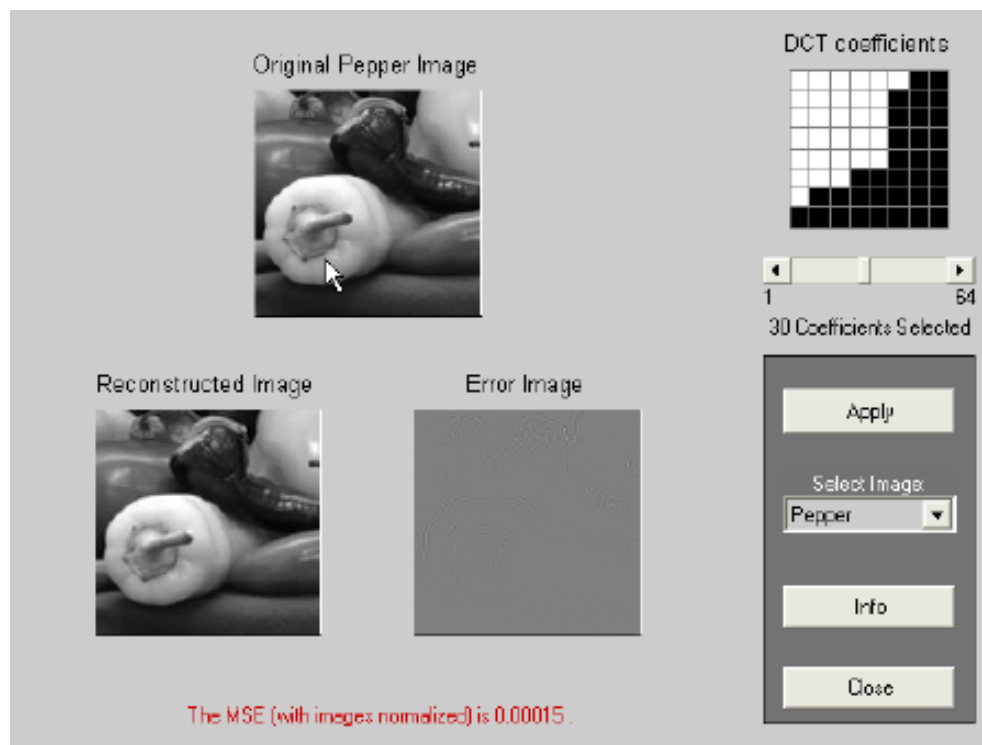 DCT coefficients
Original Pepper Image
1 64
30 Coefficients Selected
Reconstructed Image
Error Image
Apply
Select Image:
Pepper
Info
Close
The MSE (with images normalized) is 0.00015 .